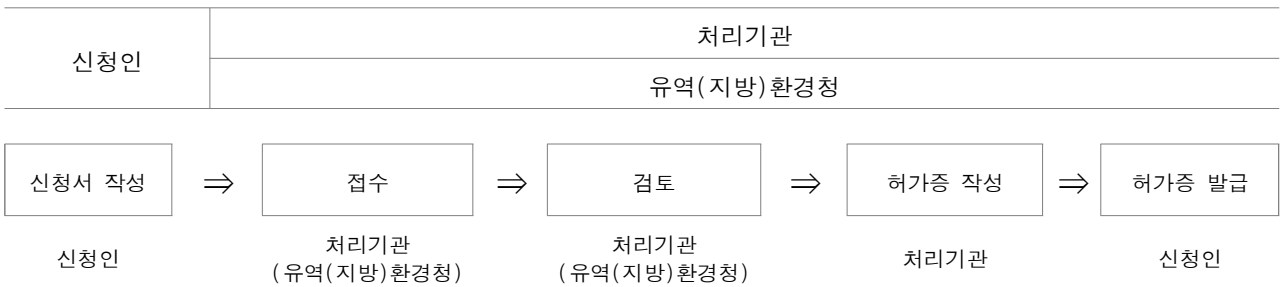 신청인
처리기관
유역(지방)환경청
신청서 작성 ⇒ 접수 ⇒ 검토 ⇒ 허가증 작성 ⇒ 허가증 발급
신청인 처리기관 처리기관 처리기관 신청인
(유역(지방)환경청) (유역(지방)환경청)